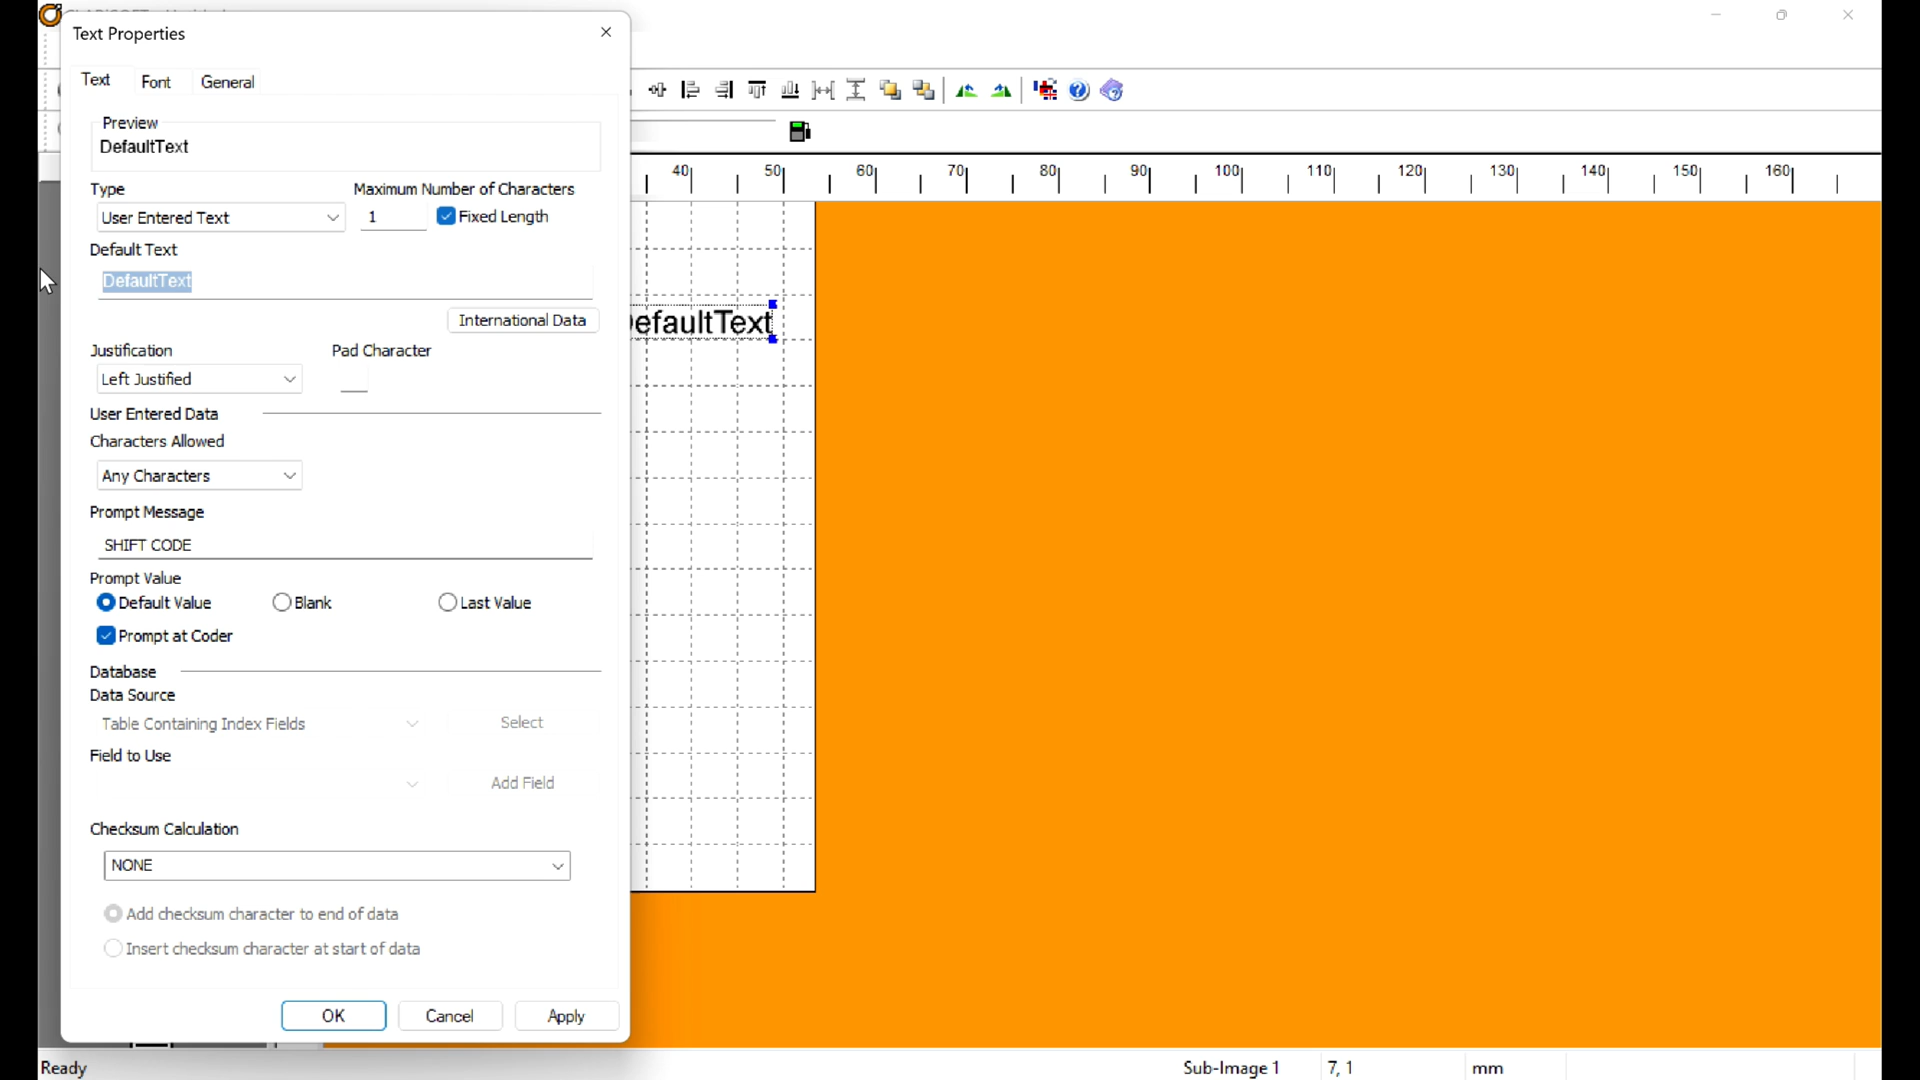 Text Properties
Text Font General
Preview
DefaultText
Type
Maximum Number of Characters
User Entered Text
1
Fixed Length
Default Text
DefaultText
International Data
Justification
Pad Character
Left Justified
User Entered Data
Characters Allowed
Any Characters
Prompt Message
SHIFT CODE
Prompt Value
Default Value
Blank
Last Value
Prompt at Coder
Database
Data Source
Table Containing Index Fields
Select
Field to Use
Add Field
Checksum Calculation
NONE
Add checksum character to end of data
Insert checksum character at start of data
OK
Cancel
Apply
40 50 60 70 80 90 100 110 120 130 140 150 160
efaultText
Ready
Sub-Image 1
7, 1
mm